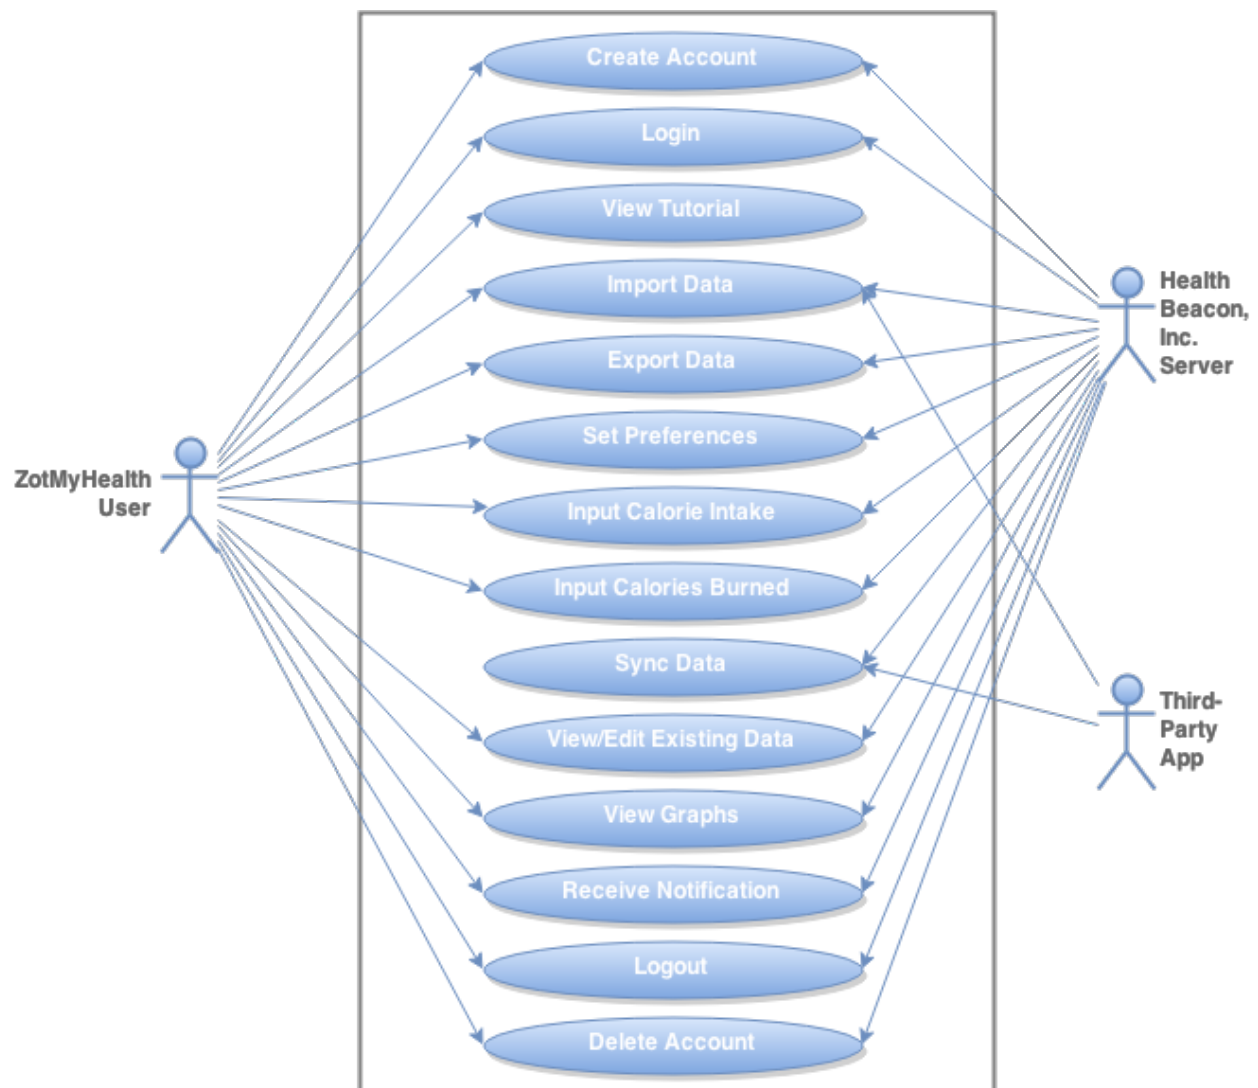 Create Account
Login
View Tutorial
Import Data
Export Data
Set Preferences
Input Calorie Intake
Input Calories Burned
Sync Data
View/Edit Existing Data
View Graphs
Receive Notification
Logout
Delete Account
ZotMyHealth
User
Health
Beacon,
Inc.
Server
Third-
Party
App